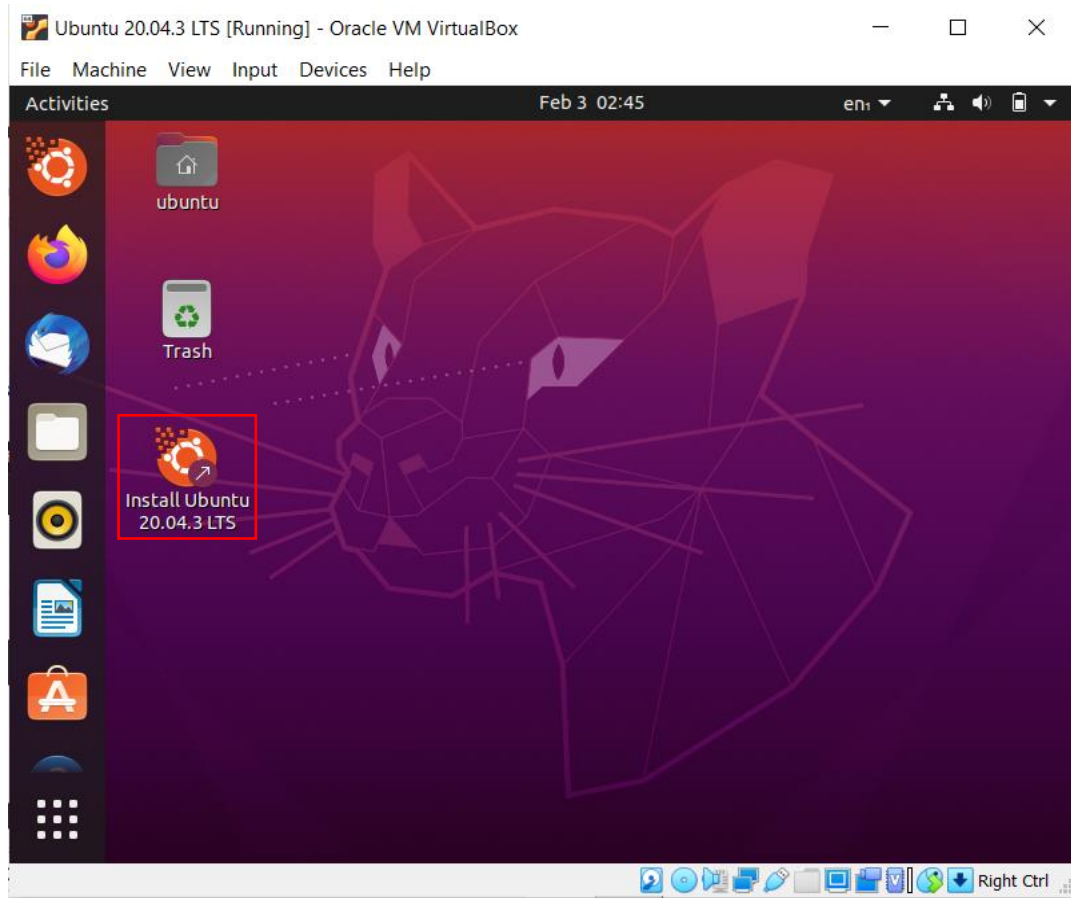 Ubuntu 20.04.3 LTS [Running] - Oracle VM VirtualBox
File Machine View Input Devices Help
Activities Feb 3 02:45 en₁
ubuntu
Trash
Install Ubuntu
20.04.3 LTS
Right Ctrl